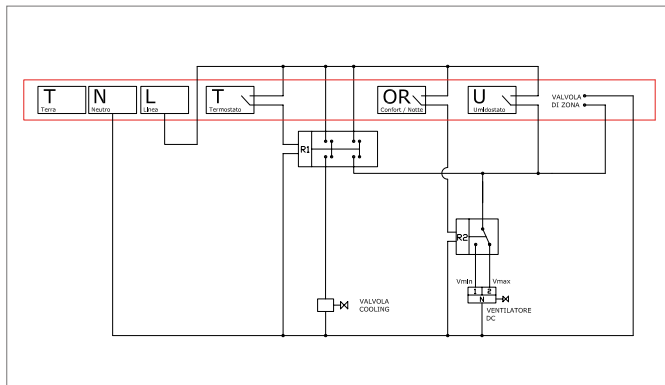 T
Terra
N
Neutro
L
Linea
T
Termostato
OR
Confort / Notte
U
Umidostato
VALVOLA
DI ZONA
R1
R2
Vmin
Vmax
1 2
N
VALVOLA
COOLING
VENTILATORE
DC